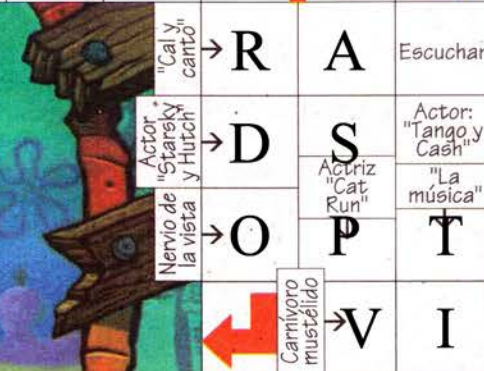 "Cal y
canto"
R A
Escuchar
Actor
"Starsky
y Hutch"
D S
Actor:
"Tango y
Cash"
Actriz
"Cat
Run"
"La
música"
Nervio de
la vista
O P T
Carnívoro
mustélido
V I